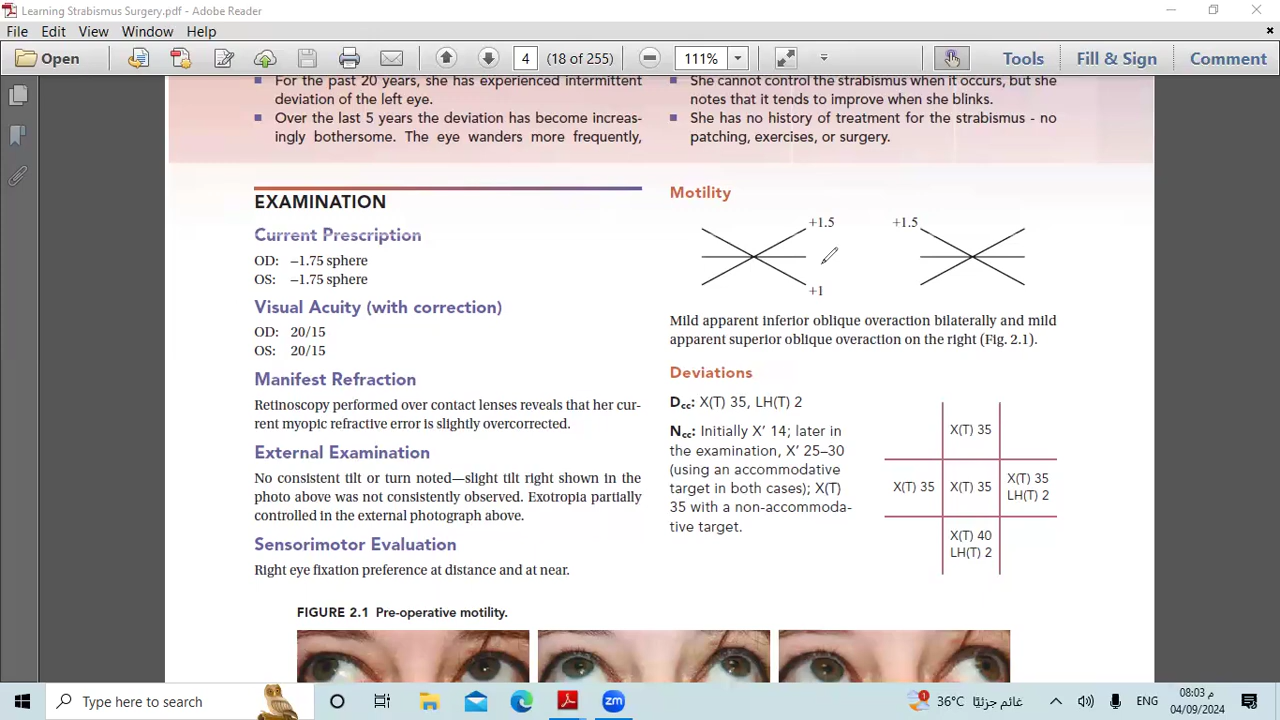 Learning Strabismus Surgery.pdf - Adobe Reader
File Edit View Window Help
Open 4 (18 of 255) 111% Tools Fill & Sign Comment
For the past 20 years, she has experienced intermittent
deviation of the left eye.
Over the last 5 years the deviation has become increas-
ingly bothersome. The eye wanders more frequently,
She cannot control the strabismus when it occurs, but she
notes that it tends to improve when she blinks.
She has no history of treatment for the strabismus - no
patching, exercises, or surgery.
EXAMINATION
Current Prescription
OD: –1.75 sphere
OS: –1.75 sphere
Visual Acuity (with correction)
OD: 20/15
OS: 20/15
Manifest Refraction
Retinoscopy performed over contact lenses reveals that her cur-
rent myopic refractive error is slightly overcorrected.
External Examination
No consistent tilt or turn noted—slight tilt right shown in the
photo above was not consistently observed. Exotropia partially
controlled in the external photograph above.
Sensorimotor Evaluation
Right eye fixation preference at distance and at near.
Motility
+1.5 +1.5
+1
Mild apparent inferior oblique overaction bilaterally and mild
apparent superior oblique overaction on the right (Fig. 2.1).
Deviations
Dcc: X(T) 35, LH(T) 2
Ncc: Initially X’ 14; later in
the examination, X’ 25–30
(using an accommodative
target in both cases); X(T)
35 with a non-accommoda-
tive target.
X(T) 35
X(T) 35 X(T) 35 X(T) 35
LH(T) 2
X(T) 40
LH(T) 2
FIGURE 2.1 Pre-operative motility.
Type here to search
zm
1
36°C غائم جزئيًا
ENG
08:03 م
04/09/2024